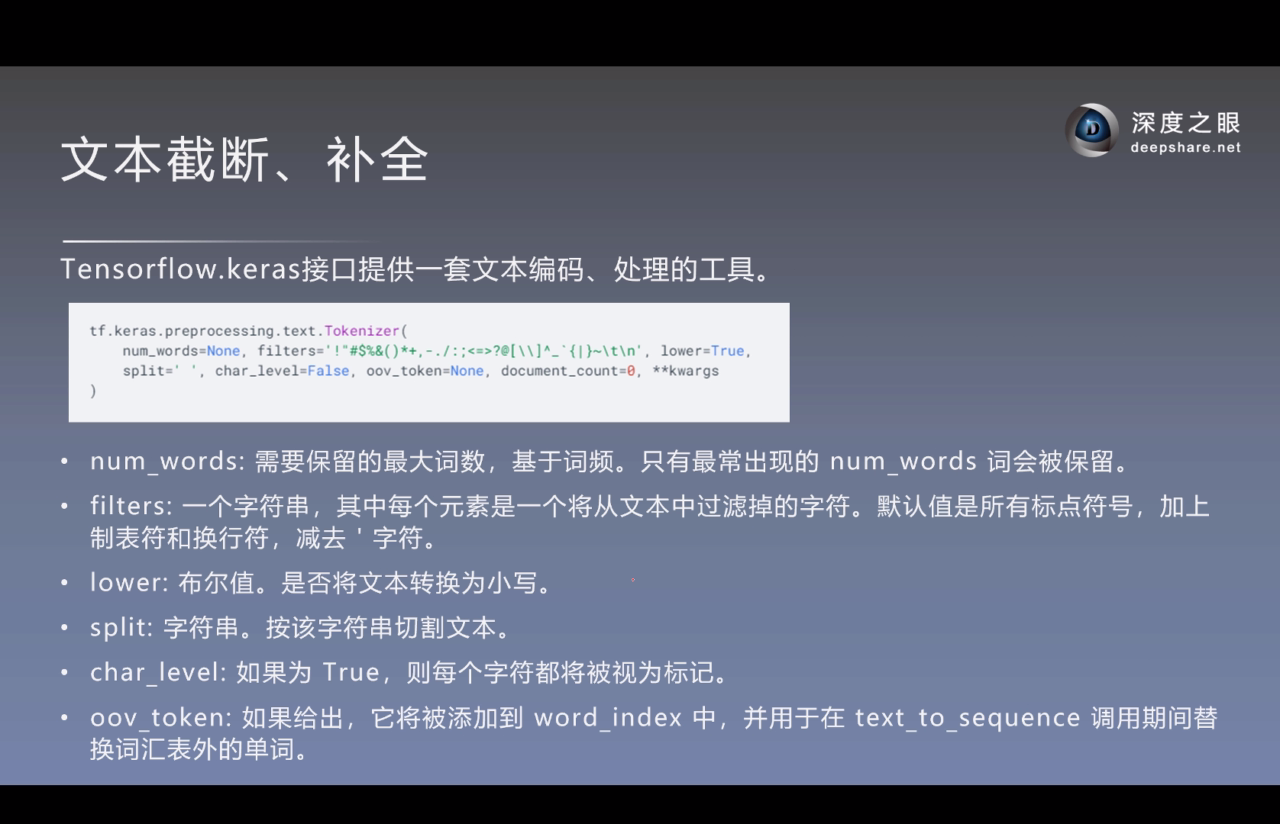 深度之眼
deepshare.net
文本截断、补全
Tensorflow.keras接口提供一套文本编码、处理的工具。
tf.keras.preprocessing.text.Tokenizer(
    num_words=None, filters='!"#$%&()*+,-./:;<=>?@[\\]^_`{|}~\t\n', lower=True,
    split=' ', char_level=False, oov_token=None, document_count=0, **kwargs
)
• num_words: 需要保留的最大词数，基于词频。只有最常出现的 num_words 词会被保留。
• filters: 一个字符串，其中每个元素是一个将从文本中过滤掉的字符。默认值是所有标点符号，加上
制表符和换行符，减去 ' 字符。
• lower: 布尔值。是否将文本转换为小写。
• split: 字符串。按该字符串切割文本。
• char_level: 如果为 True，则每个字符都将被视为标记。
• oov_token: 如果给出，它将被添加到 word_index 中，并用于在 text_to_sequence 调用期间替
换词汇表外的单词。